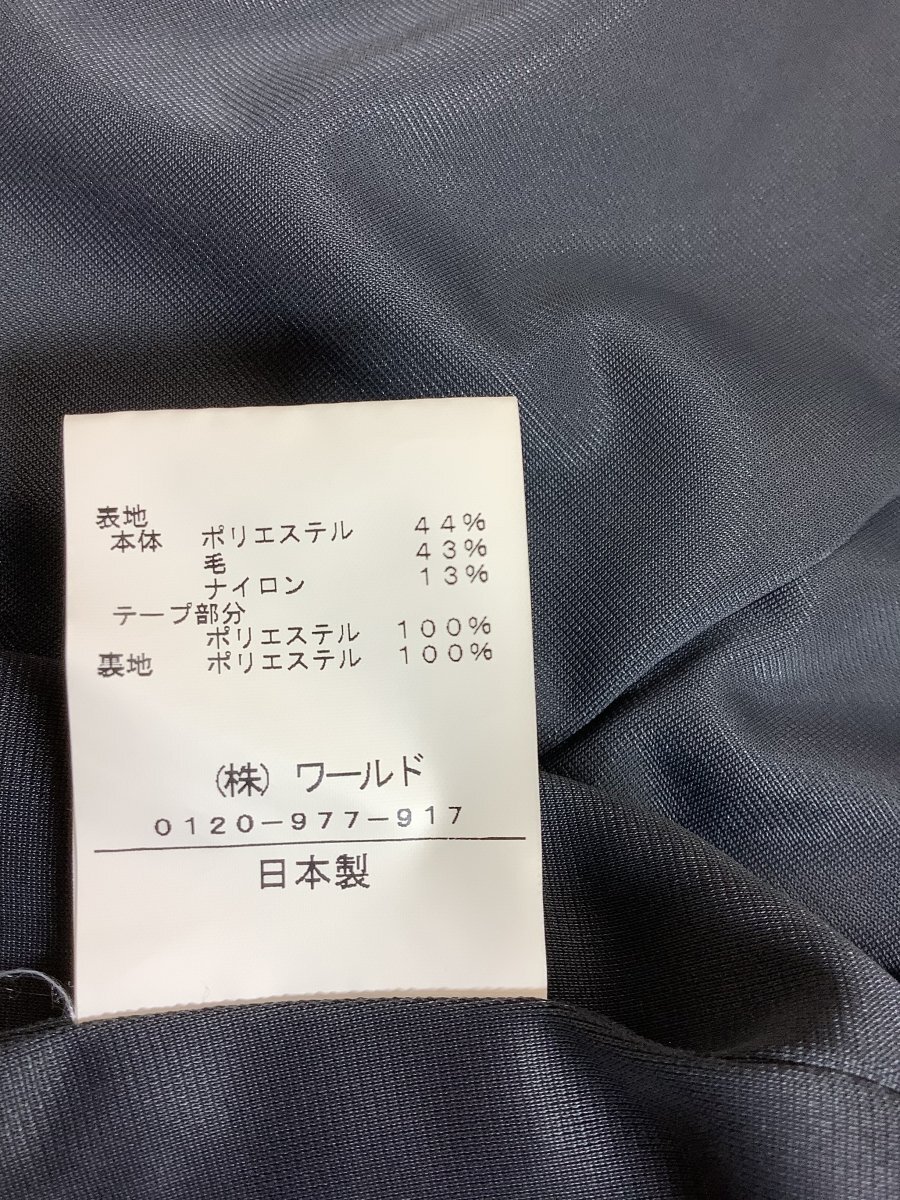 表地
本体 ポリエステル 44%
毛 43%
ナイロン 13%
テープ部分
ポリエステル 100%
裏地 ポリエステル 100%
(株) ワールド
0120-977-917
日本製